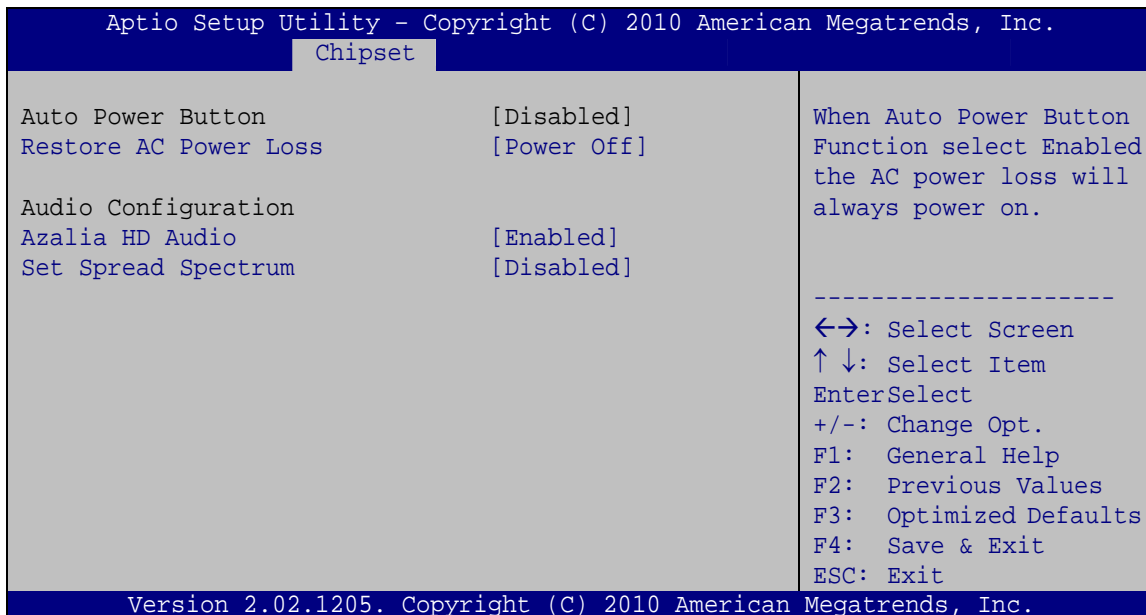 Aptio Setup Utility – Copyright (C) 2010 American Megatrends, Inc.
Chipset
Auto Power Button [Disabled]
Restore AC Power Loss [Power Off]
Audio Configuration
Azalia HD Audio [Enabled]
Set Spread Spectrum [Disabled]
When Auto Power Button
Function select Enabled
the AC power loss will
always power on.
---------------------
←→: Select Screen
↑ ↓: Select Item
EnterSelect
+/-: Change Opt.
F1: General Help
F2: Previous Values
F3: Optimized Defaults
F4: Save & Exit
ESC: Exit
Version 2.02.1205. Copyright (C) 2010 American Megatrends, Inc.